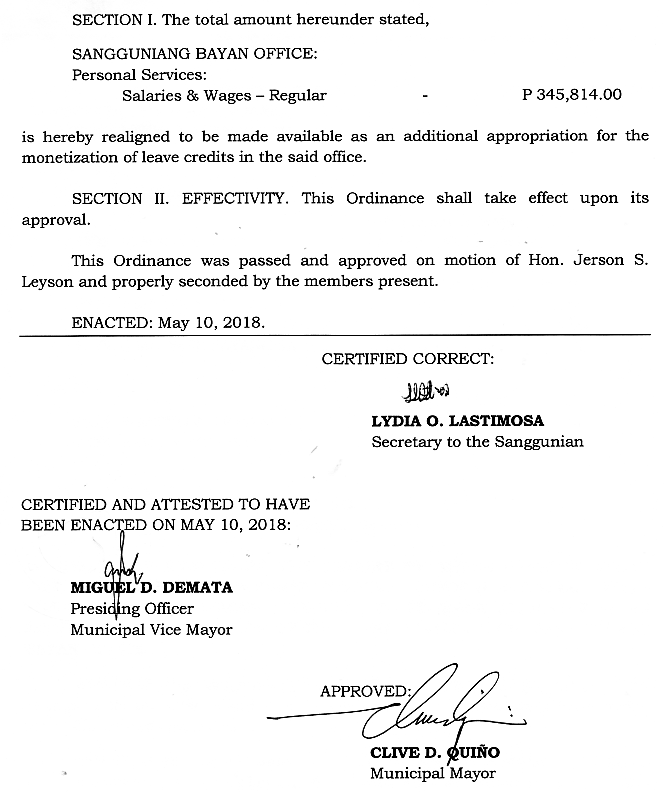 SECTION I. The total amount hereunder stated,
SANGGUNIANG BAYAN OFFICE:
Personal Services:
Salaries & Wages – Regular - P 345,814.00
is hereby realigned to be made available as an additional appropriation for the
monetization of leave credits in the said office.
SECTION II. EFFECTIVITY. This Ordinance shall take effect upon its
approval.
This Ordinance was passed and approved on motion of Hon. Jerson S.
Leyson and properly seconded by the members present.
ENACTED: May 10, 2018.
CERTIFIED CORRECT:
LYDIA O. LASTIMOSA
Secretary to the Sanggunian
CERTIFIED AND ATTESTED TO HAVE
BEEN ENACTED ON MAY 10, 2018:
MIGUEL D. DEMATA
Presiding Officer
Municipal Vice Mayor
APPROVED:
CLIVE D. QUIÑO
Municipal Mayor